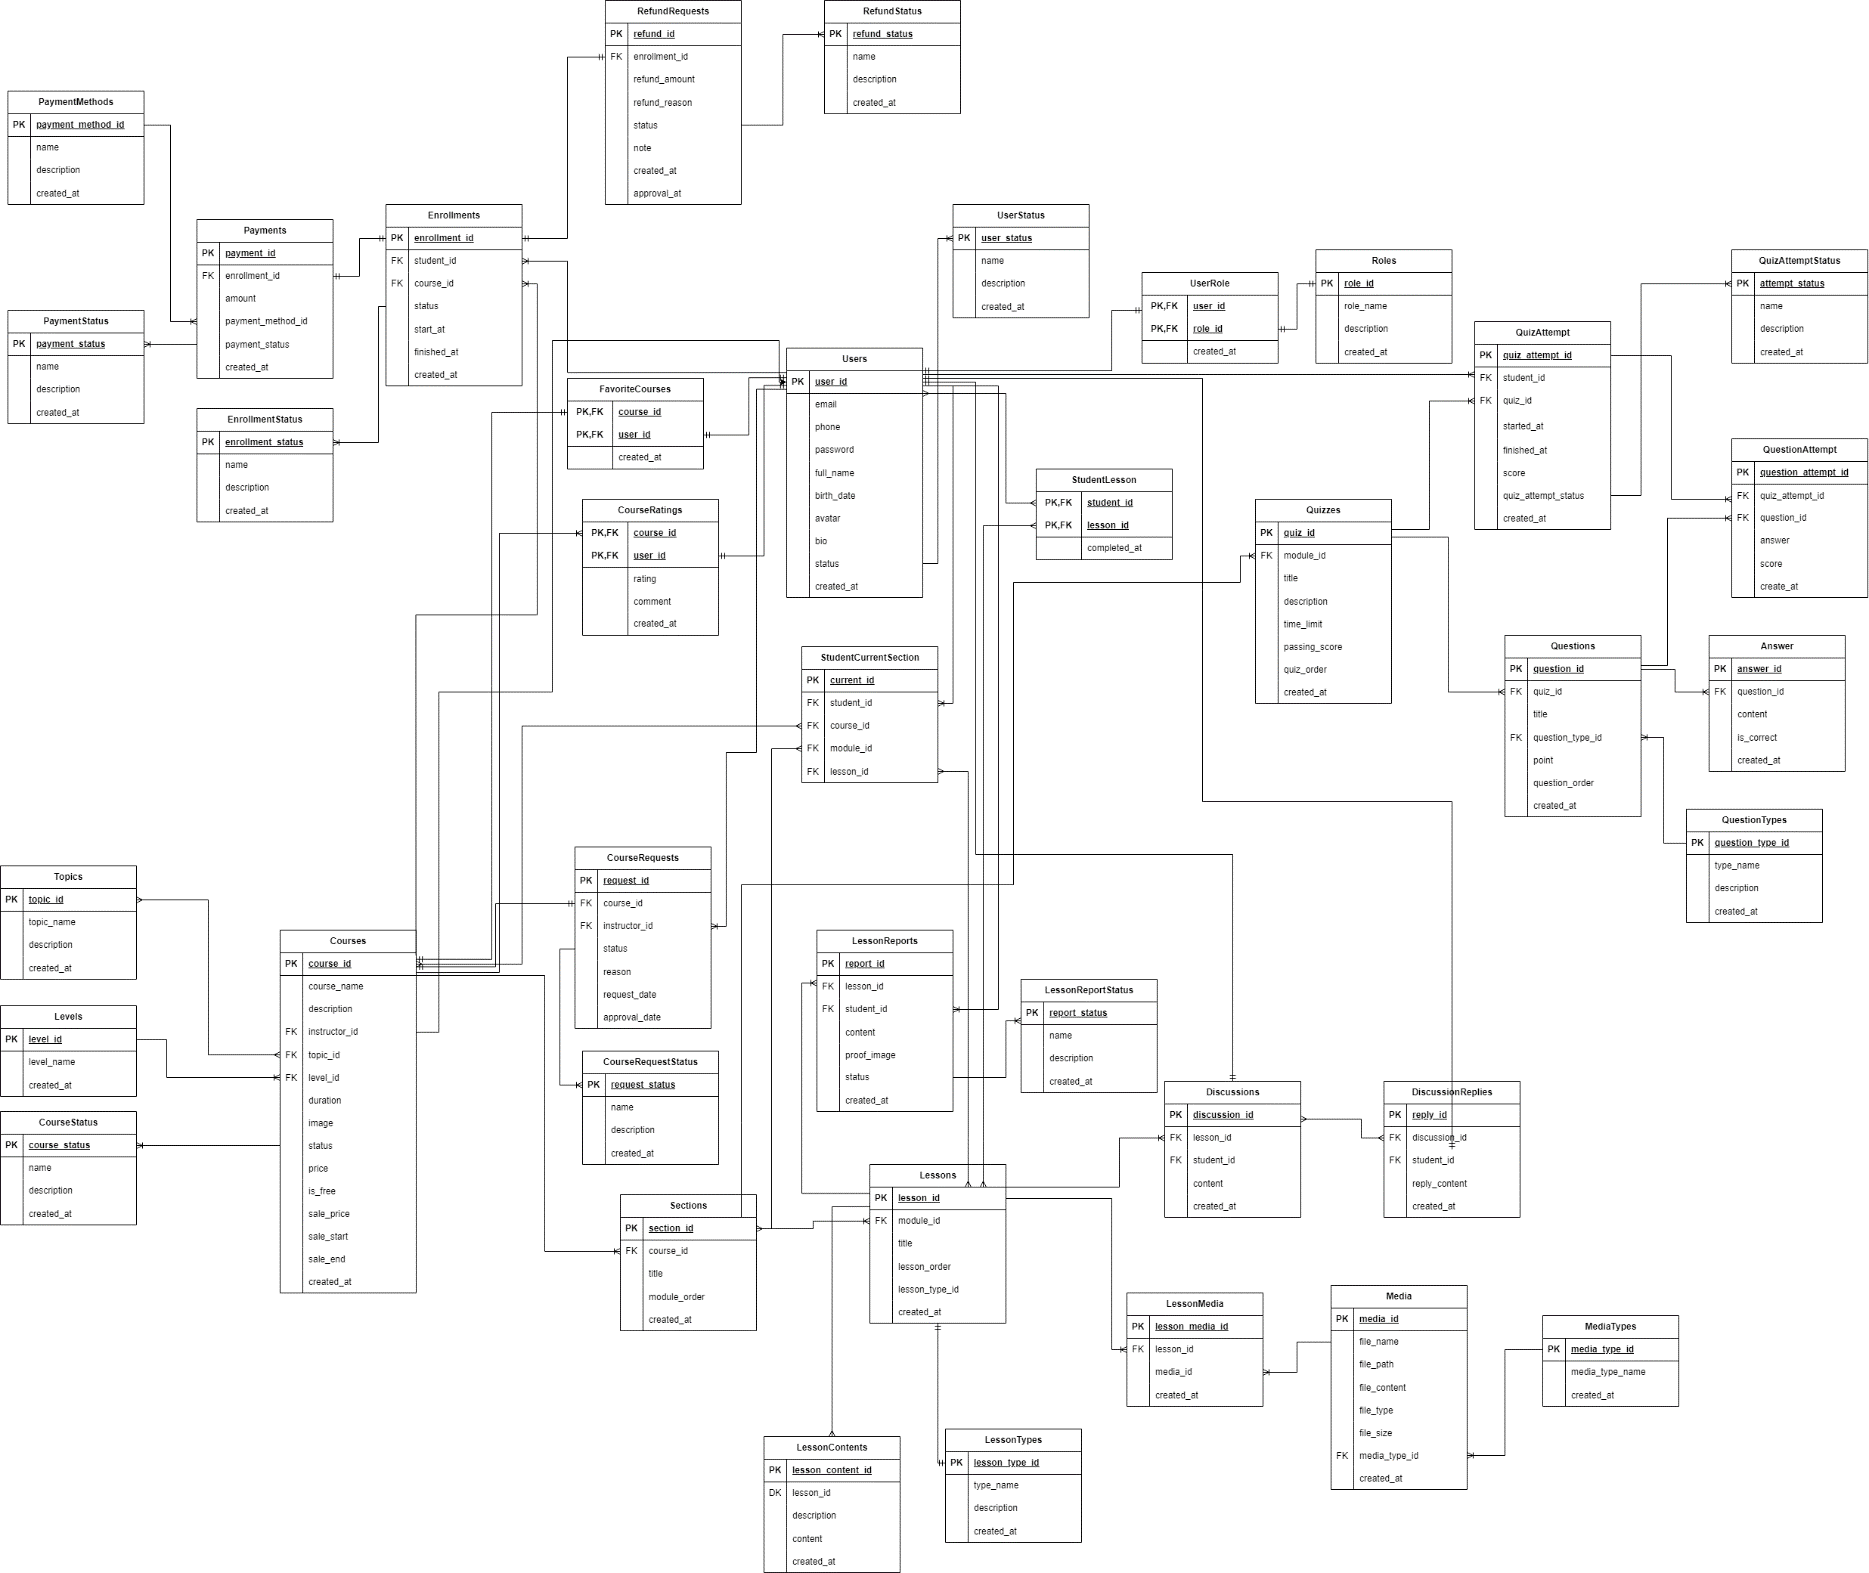 RefundRequests
PK refund_id
FK enrollment_id
refund_amount
refund_reason
status
note
created_at
approval_at
RefundStatus
PK refund_status
name
description
created_at
PaymentMethods
PK payment_method_id
name
description
created_at
Payments
PK payment_id
FK enrollment_id
amount
payment_method_id
payment_status
created_at
Enrollments
PK enrollment_id
FK student_id
FK course_id
status
start_at
finished_at
created_at
PaymentStatus
PK payment_status
name
description
created_at
EnrollmentStatus
PK enrollment_status
name
description
created_at
UserStatus
PK user_status
name
description
created_at
UserRole
PK,FK user_id
PK,FK role_id
created_at
Roles
PK role_id
role_name
description
created_at
QuizAttemptStatus
PK attempt_status
name
description
created_at
QuizAttempt
PK quiz_attempt_id
FK student_id
FK quiz_id
started_at
finished_at
score
quiz_attempt_status
created_at
Users
PK user_id
email
phone
password
full_name
birth_date
avatar
bio
status
created_at
FavoriteCourses
PK,FK course_id
PK,FK user_id
created_at
CourseRatings
PK,FK course_id
PK,FK user_id
rating
comment
created_at
StudentLesson
PK,FK student_id
PK,FK lesson_id
completed_at
Quizzes
PK quiz_id
FK module_id
title
description
time_limit
passing_score
quiz_order
created_at
QuestionAttempt
PK question_attempt_id
FK quiz_attempt_id
FK question_id
answer
score
create_at
Questions
PK question_id
FK quiz_id
title
FK question_type_id
point
question_order
created_at
Answer
PK answer_id
FK question_id
content
is_correct
created_at
QuestionTypes
PK question_type_id
type_name
description
created_at
StudentCurrentSection
PK current_id
FK student_id
FK course_id
FK module_id
FK lesson_id
CourseRequests
PK request_id
FK course_id
FK instructor_id
status
reason
request_date
approval_date
Topics
PK topic_id
topic_name
description
created_at
Levels
PK level_id
level_name
created_at
CourseStatus
PK course_status
name
description
created_at
Courses
PK course_id
course_name
description
FK instructor_id
FK topic_id
FK level_id
duration
image
status
price
is_free
sale_price
sale_start
sale_end
created_at
CourseRequestStatus
PK request_status
name
description
created_at
LessonReports
PK report_id
FK lesson_id
FK student_id
content
proof_image
status
created_at
LessonReportStatus
PK report_status
name
description
created_at
Discussions
PK discussion_id
FK lesson_id
FK student_id
content
created_at
DiscussionReplies
PK reply_id
FK discussion_id
FK student_id
reply_content
created_at
Sections
PK section_id
FK course_id
title
module_order
created_at
Lessons
PK lesson_id
FK module_id
title
lesson_order
lesson_type_id
created_at
LessonMedia
PK lesson_media_id
FK lesson_id
media_id
created_at
Media
PK media_id
file_name
file_path
file_content
file_type
file_size
FK media_type_id
created_at
MediaTypes
PK media_type_id
media_type_name
created_at
LessonContents
PK lesson_content_id
DK lesson_id
description
content
created_at
LessonTypes
PK lesson_type_id
type_name
description
created_at